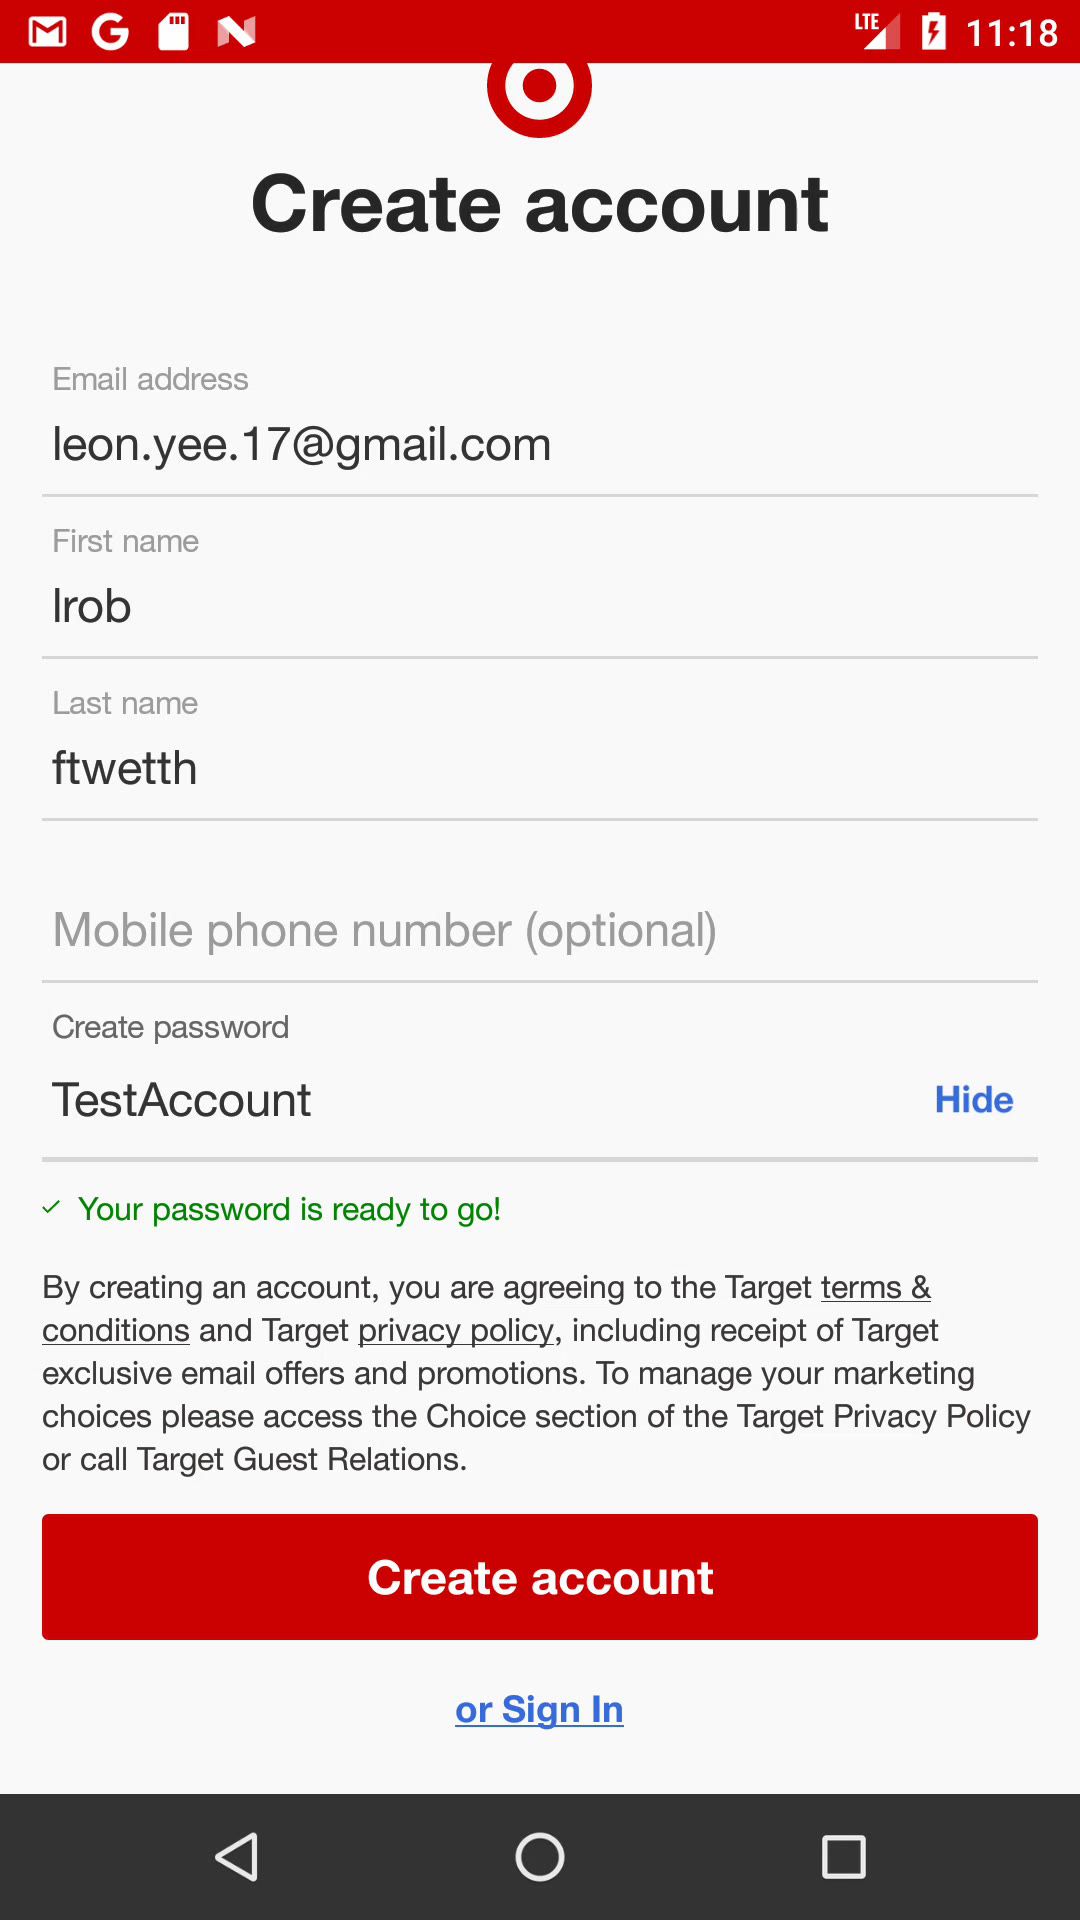 LTE 11:18
Create account
Email address
leon.yee.17@gmail.com
First name
lrob
Last name
ftwetth
Mobile phone number (optional)
Create password
TestAccount Hide
Your password is ready to go!
By creating an account, you are agreeing to the Target terms &
conditions and Target privacy policy, including receipt of Target
exclusive email offers and promotions. To manage your marketing
choices please access the Choice section of the Target Privacy Policy
or call Target Guest Relations.
Create account
or Sign In